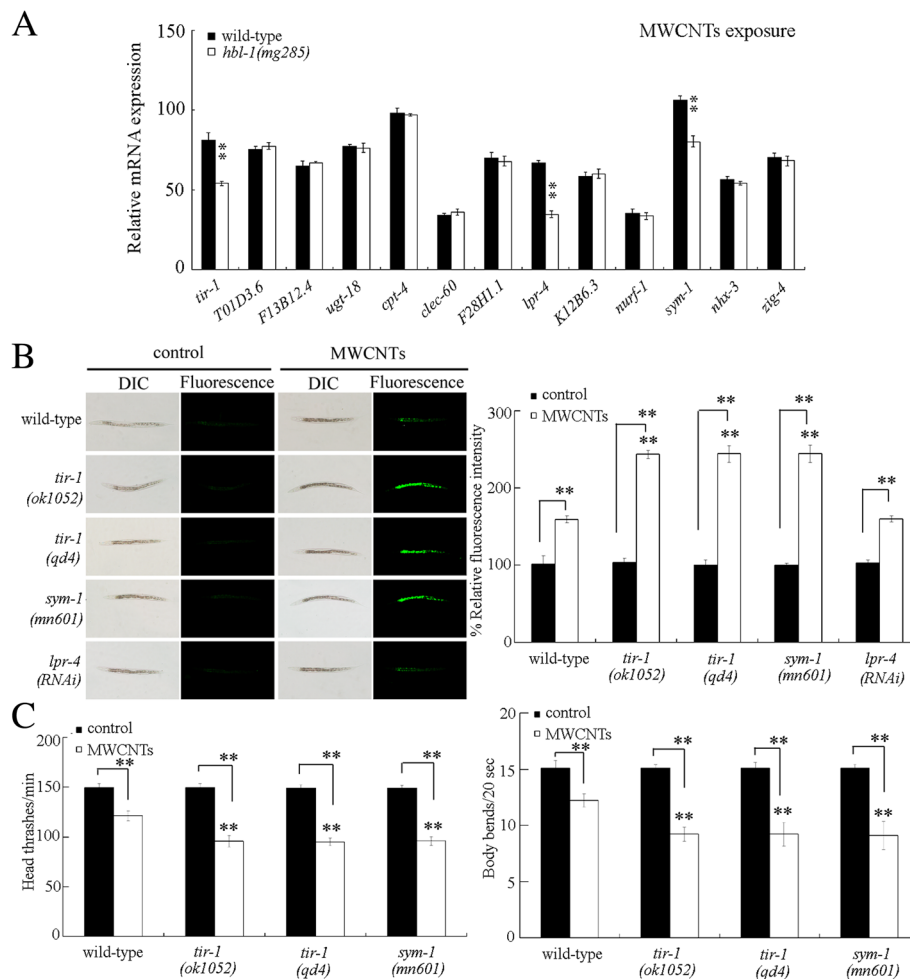 A
wild-type
hbl-1(mg285)
MWCNTs exposure
Relative mRNA expression
150
100
50
0
**
**
**
tir-1
T01D3.6
F13B12.4
ugt-18
cpt-4
clec-60
F28H1.1
lpr-4
K12B6.3
nurf-1
sym-1
nhx-3
zig-4
B
control
MWCNTs
DIC
Fluorescence
DIC
Fluorescence
wild-type
tir-1
(ok1052)
tir-1
(qd4)
sym-1
(mn601)
lpr-4
(RNAi)
control
MWCNTs
% Relative fluorescence intensity
300
200
100
0
**
**
**
**
**
**
**
**
wild-type
tir-1
(ok1052)
tir-1
(qd4)
sym-1
(mn601)
lpr-4
(RNAi)
C
control
MWCNTs
Head thrashes/min
200
150
100
50
0
**
**
**
**
**
**
**
wild-type
tir-1
(ok1052)
tir-1
(qd4)
sym-1
(mn601)
control
MWCNTs
Body bends/20 sec
20
15
10
5
0
**
**
**
**
**
**
**
wild-type
tir-1
(ok1052)
tir-1
(qd4)
sym-1
(mn601)